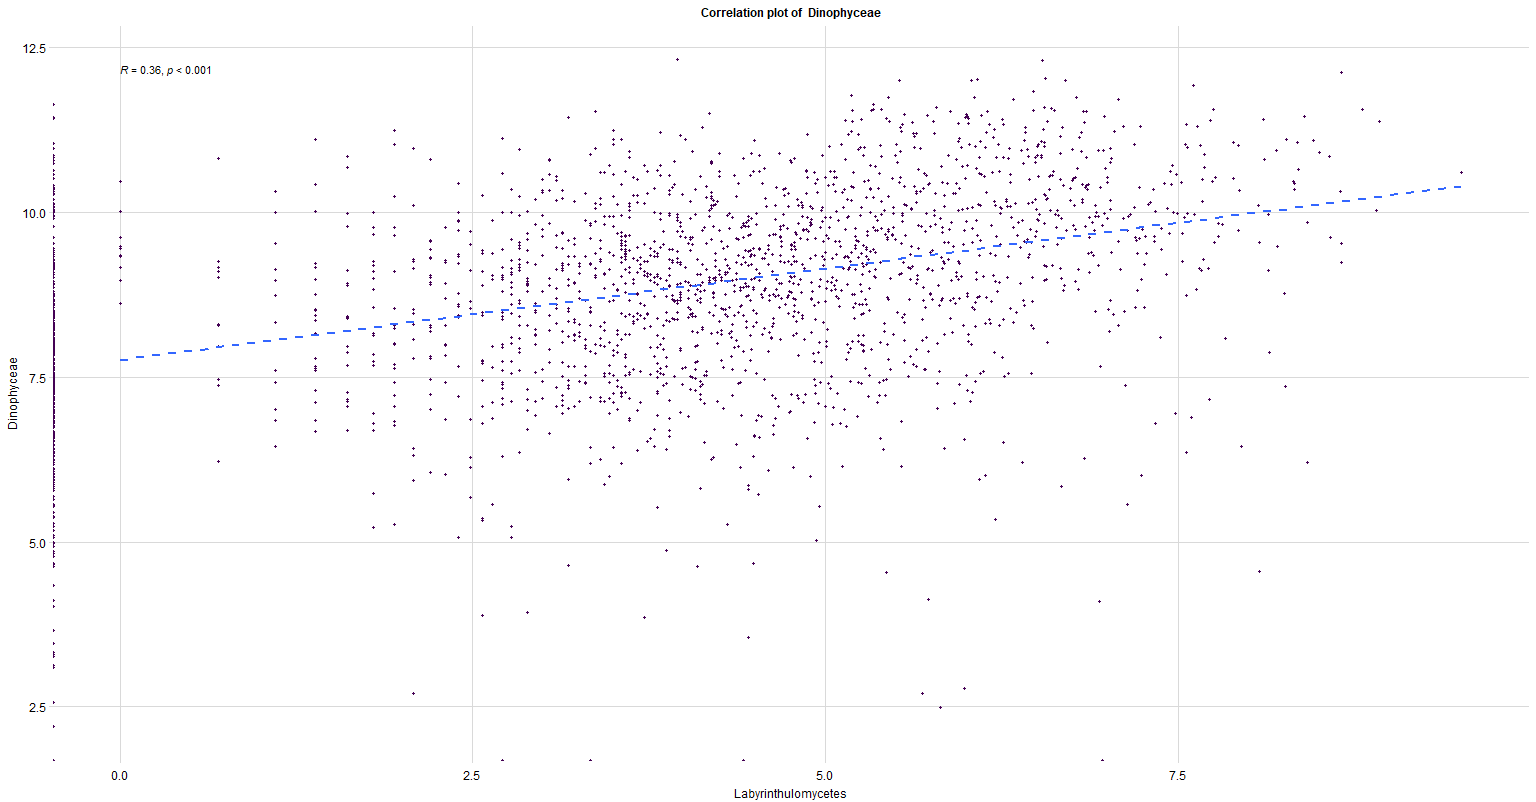 Correlation plot of Dinophyceae
12.5
R = 0.36, p < 0.001
10.0
7.5
5.0
2.5
Dinophyceae
0.0
2.5
5.0
7.5
Labyrinthulomycetes